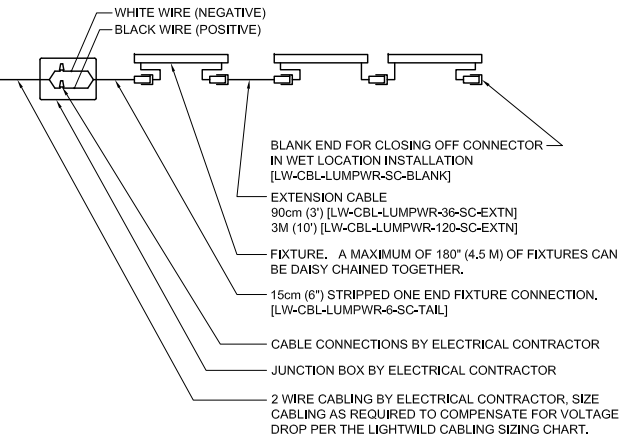 WHITE WIRE (NEGATIVE)
BLACK WIRE (POSITIVE)
BLANK END FOR CLOSING OFF CONNECTOR
IN WET LOCATION INSTALLATION
[LW-CBL-LUMPWR-SC-BLANK]
EXTENSION CABLE
90cm (3') [LW-CBL-LUMPWR-36-SC-EXTN]
3M (10') [LW-CBL-LUMPWR-120-SC-EXTN]
FIXTURE. A MAXIMUM OF 180" (4.5 M) OF FIXTURES CAN
BE DAISY CHAINED TOGETHER.
15cm (6") STRIPPED ONE END FIXTURE CONNECTION.
[LW-CBL-LUMPWR-6-SC-TAIL]
CABLE CONNECTIONS BY ELECTRICAL CONTRACTOR
JUNCTION BOX BY ELECTRICAL CONTRACTOR
2 WIRE CABLING BY ELECTRICAL CONTRACTOR, SIZE
CABLING AS REQUIRED TO COMPENSATE FOR VOLTAGE
DROP PER THE LIGHTWILD CABLING SIZING CHART.